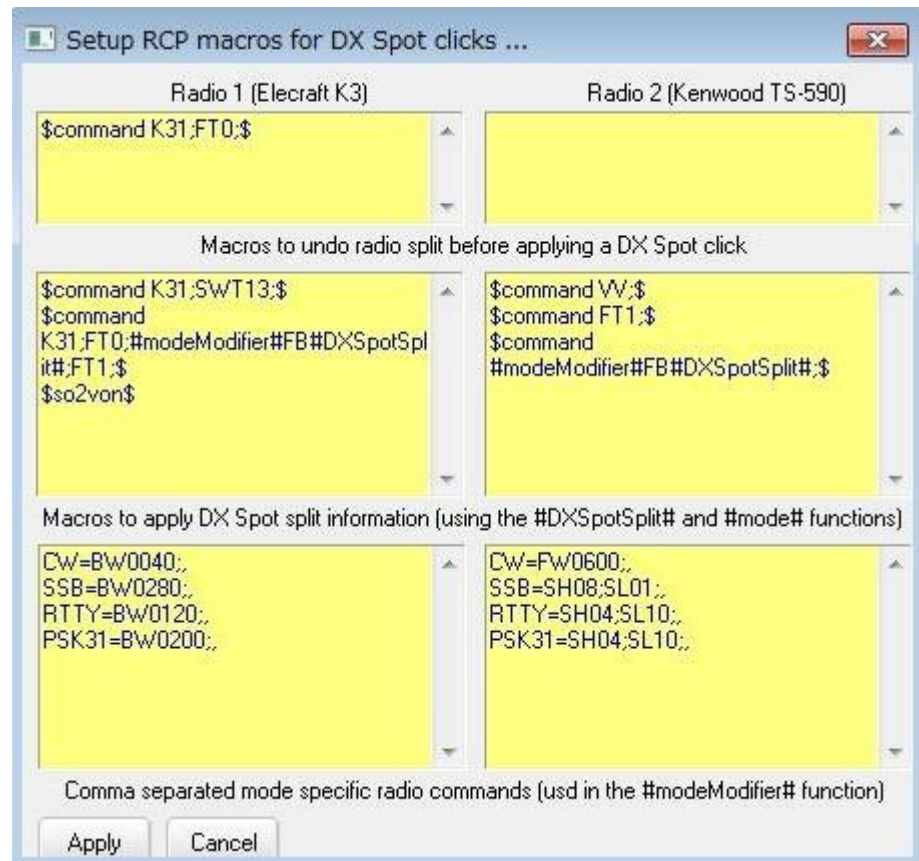 Setup RCP macros for DX Spot clicks ...
Radio 1 (Elecraft K3)
Radio 2 (Kenwood TS-590)
$command K31;FT0;$
Macros to undo radio split before applying a DX Spot click
$command K31;SWT13;$
$command
K31;FT0;#modeModifier#FB#DXSpotSpl
it#;FT1;$
$so2von$
$command VV;$
$command FT1;$
$command
#modeModifier#FB#DXSpotSplit#;$
Macros to apply DX Spot split information (using the #DXSpotSplit# and #mode# functions)
CW=BW0040;,
SSB=BW0280;,
RTTY=BW0120;,
PSK31=BW0200;,
CW=FW0600;,
SSB=SH08;SL01;,
RTTY=SH04;SL10;,
PSK31=SH04;SL10;,
Comma separated mode specific radio commands (usd in the #modeModifier# function)
Apply
Cancel